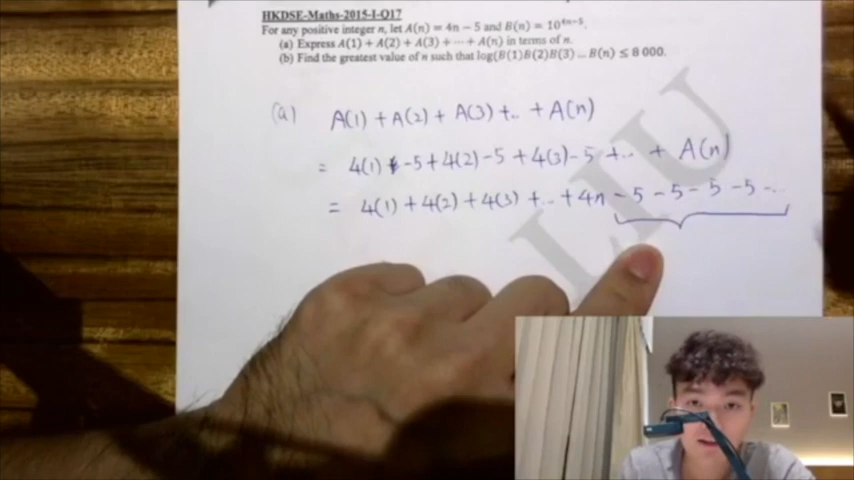 HKDSE-Maths-2015-I-Q17
For any positive integer n, let A(n) = 4n − 5 and B(n) = 10^{4n−5}.
(a) Express A(1) + A(2) + A(3) + ⋯ + A(n) in terms of n.
(b) Find the greatest value of n such that log(B(1)B(2)B(3) … B(n) ≤ 8 000.
(a) A(1) + A(2) + A(3) + .. + A(n)
= 4(1) -5 + 4(2) -5 + 4(3) -5 + ... + A(n)
= 4(1) + 4(2) + 4(3) + ... + 4n -5 -5 -5 -5 -...
LIU